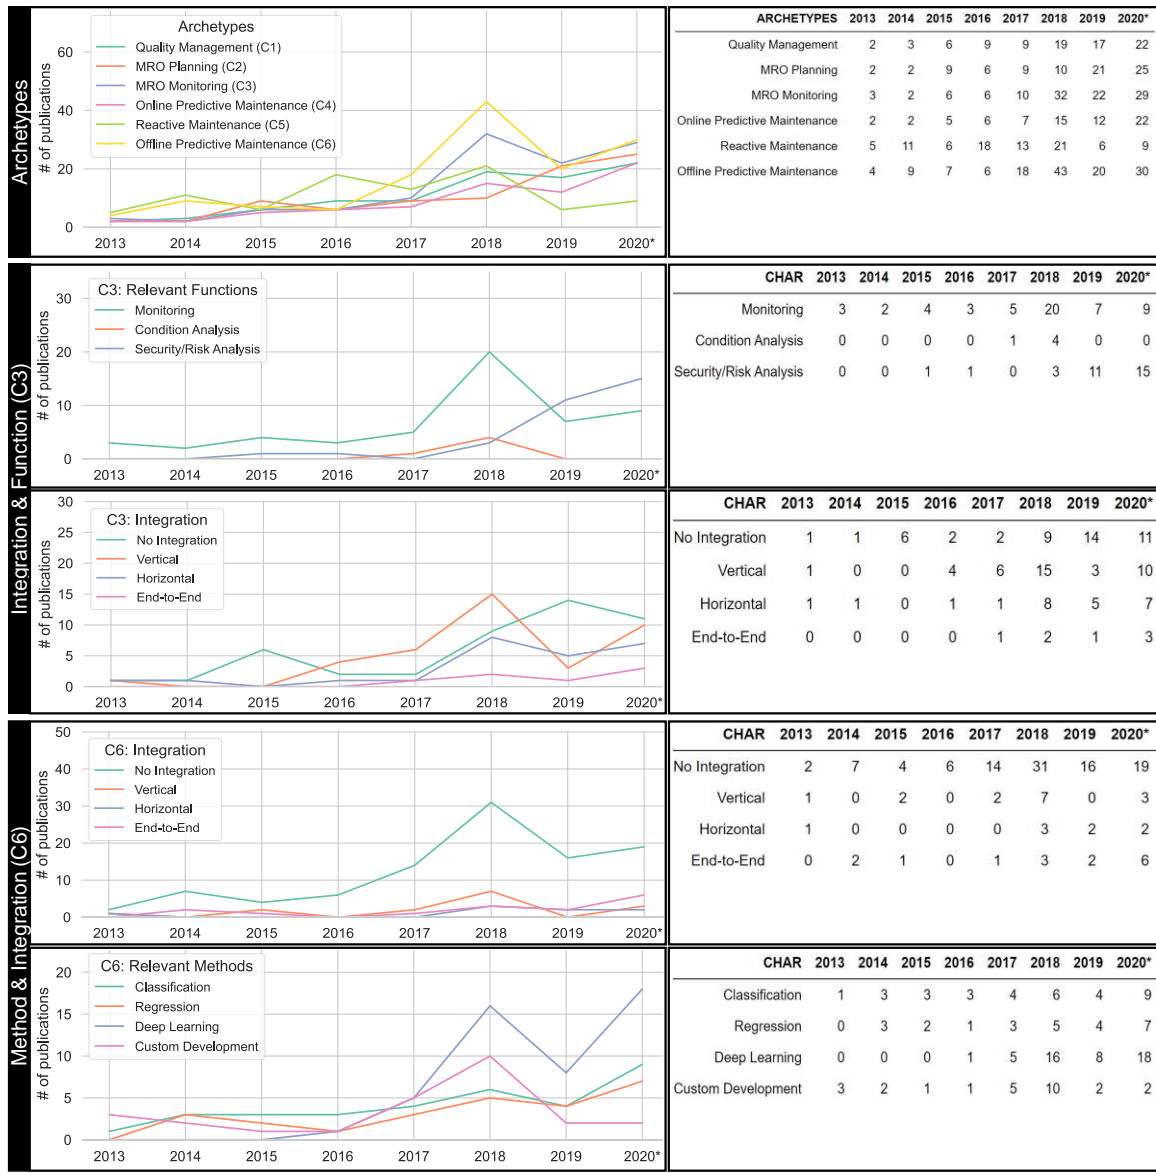 Archetypes
# of publications
60
40
20
0
Archetypes
Quality Management (C1)
MRO Planning (C2)
MRO Monitoring (C3)
Online Predictive Maintenance (C4)
Reactive Maintenance (C5)
Offline Predictive Maintenance (C6)
2013 2014 2015 2016 2017 2018 2019 2020*
ARCHETYPES 2013 2014 2015 2016 2017 2018 2019 2020*
Quality Management 2 3 6 9 9 19 17 22
MRO Planning 2 2 9 6 9 10 21 25
MRO Monitoring 3 2 6 6 10 32 22 29
Online Predictive Maintenance 2 2 5 6 7 15 12 22
Reactive Maintenance 5 11 6 18 13 21 6 9
Offline Predictive Maintenance 4 9 7 6 18 43 20 30
Integration & Function (C3)
# of publications
30
20
10
0
C3: Relevant Functions
Monitoring
Condition Analysis
Security/Risk Analysis
2013 2014 2015 2016 2017 2018 2019 2020*
CHAR 2013 2014 2015 2016 2017 2018 2019 2020*
Monitoring 3 2 4 3 5 20 7 9
Condition Analysis 0 0 0 0 1 4 0 0
Security/Risk Analysis 0 0 1 1 0 3 11 15
# of publications
30
25
20
15
10
5
0
C3: Integration
No Integration
Vertical
Horizontal
End-to-End
2013 2014 2015 2016 2017 2018 2019 2020*
CHAR 2013 2014 2015 2016 2017 2018 2019 2020*
No Integration 1 1 6 2 2 9 14 11
Vertical 1 0 0 4 6 15 3 10
Horizontal 1 1 0 1 1 8 5 7
End-to-End 0 0 0 0 1 2 1 3
Method & Integration (C6)
# of publications
50
40
30
20
10
0
C6: Integration
No Integration
Vertical
Horizontal
End-to-End
2013 2014 2015 2016 2017 2018 2019 2020*
CHAR 2013 2014 2015 2016 2017 2018 2019 2020*
No Integration 2 7 4 6 14 31 16 19
Vertical 1 0 2 0 2 7 0 3
Horizontal 1 0 0 0 0 3 2 2
End-to-End 0 2 1 0 1 3 2 6
# of publications
20
15
10
5
0
C6: Relevant Methods
Classification
Regression
Deep Learning
Custom Development
2013 2014 2015 2016 2017 2018 2019 2020*
CHAR 2013 2014 2015 2016 2017 2018 2019 2020*
Classification 1 3 3 3 4 6 4 9
Regression 0 3 2 1 3 5 4 7
Deep Learning 0 0 0 1 5 16 8 18
Custom Development 3 2 1 1 5 10 2 2